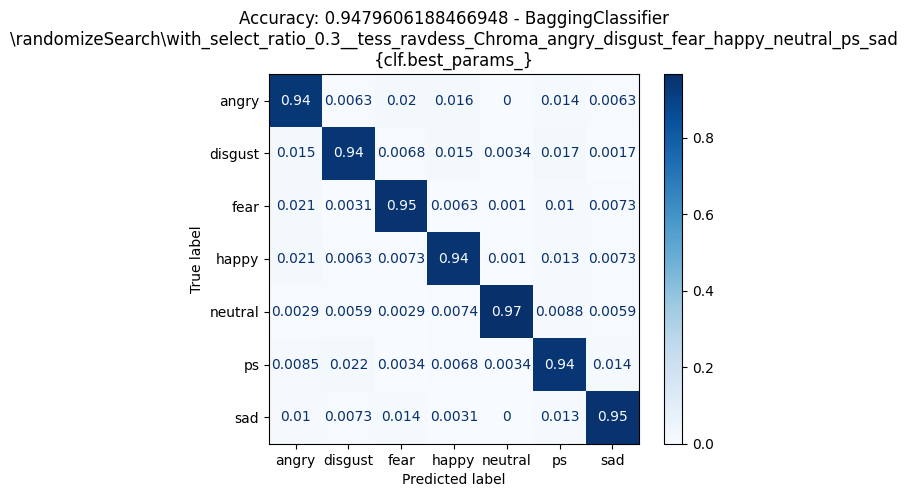 Accuracy: 0.9479606188466948 - BaggingClassifier
\randomizeSearch\with_select_ratio_0.3__tess_ravdess_Chroma_angry_disgust_fear_happy_neutral_ps_sad
{clf.best_params_}
True label
angry 0.94 0.0063 0.02 0.016 0 0.014 0.0063
disgust 0.015 0.94 0.0068 0.015 0.0034 0.017 0.0017
fear 0.021 0.0031 0.95 0.0063 0.001 0.01 0.0073
happy 0.021 0.0063 0.0073 0.94 0.001 0.013 0.0073
neutral 0.0029 0.0059 0.0029 0.0074 0.97 0.0088 0.0059
ps 0.0085 0.022 0.0034 0.0068 0.0034 0.94 0.014
sad 0.01 0.0073 0.014 0.0031 0 0.013 0.95
angry disgust fear happy neutral ps sad
Predicted label
0.8
0.6
0.4
0.2
0.0